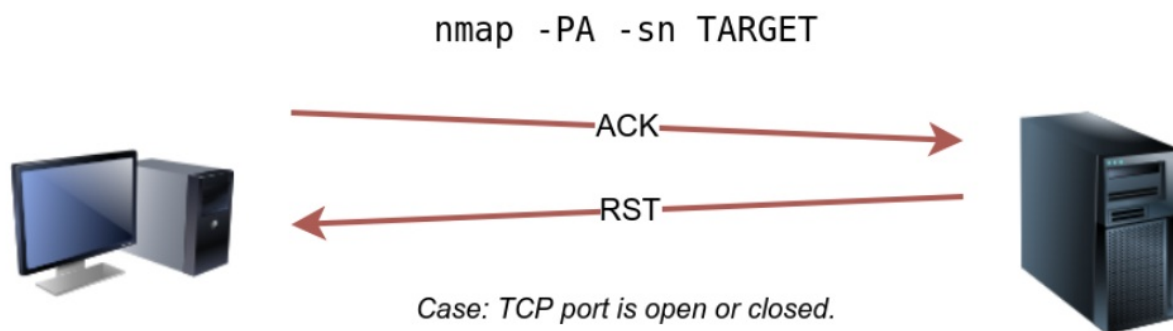 nmap -PA -sn TARGET
ACK
RST
Case: TCP port is open or closed.